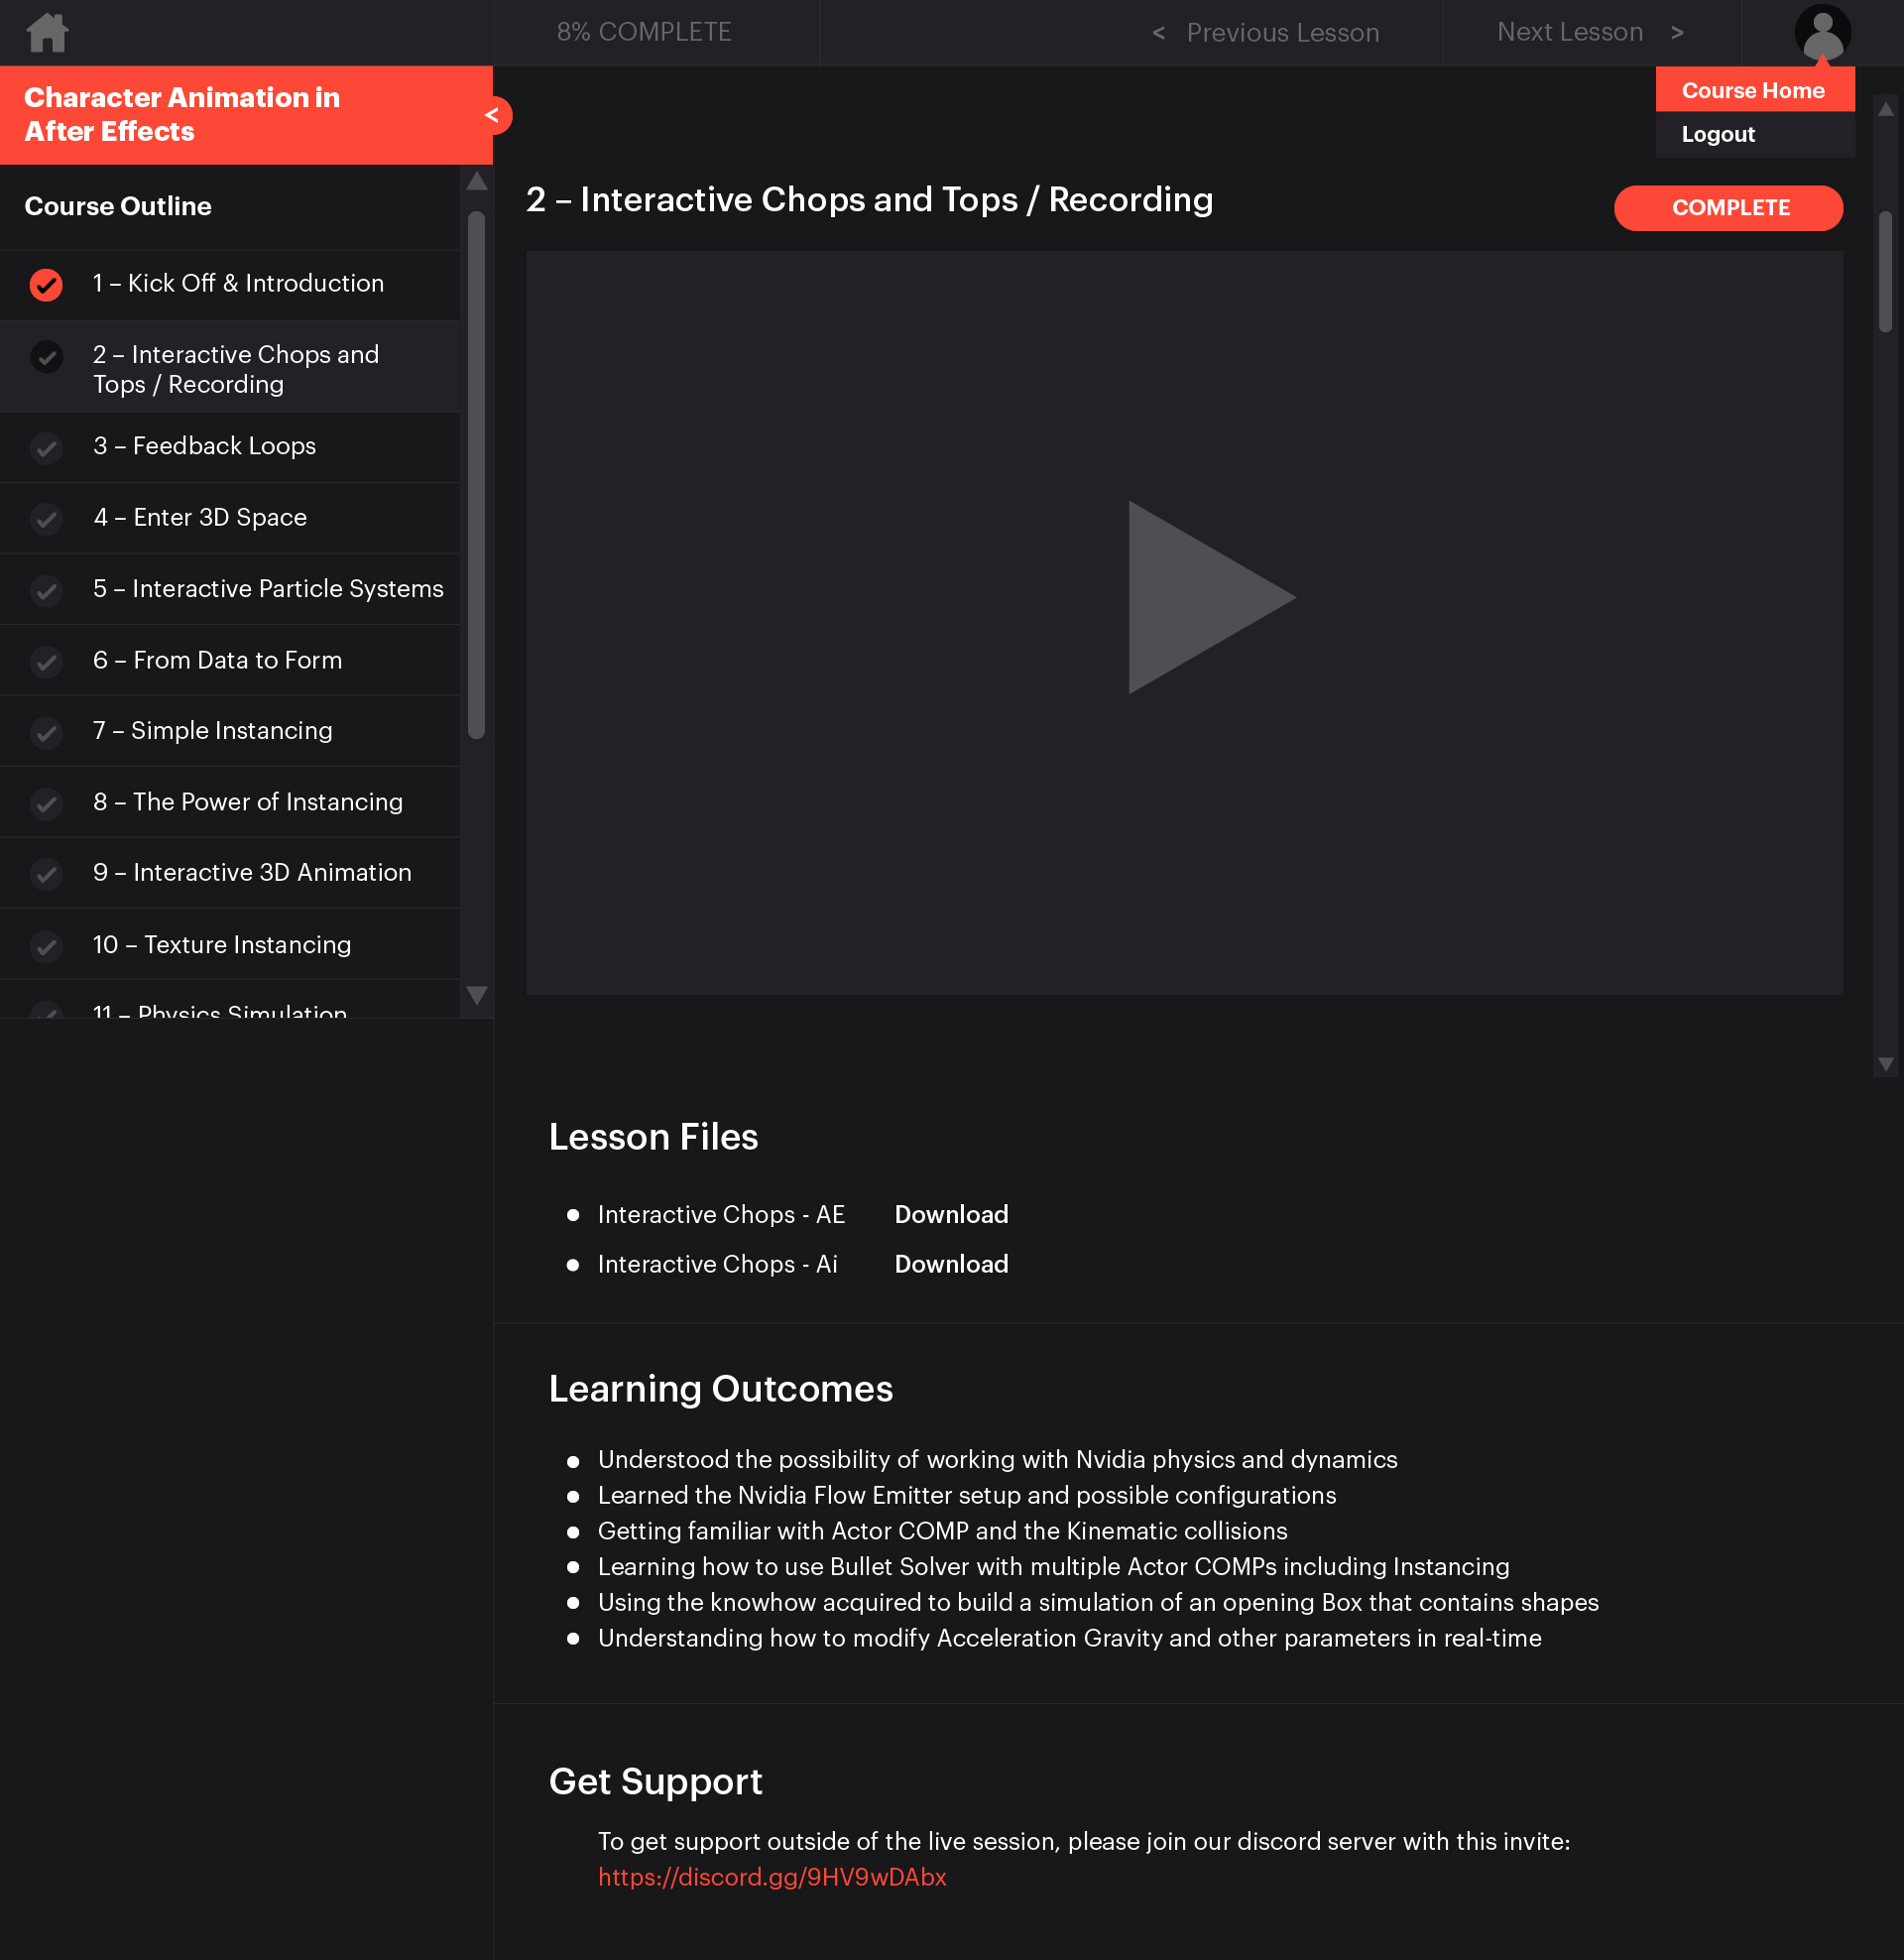 8% COMPLETE
< Previous Lesson
Next Lesson >
Character Animation in
After Effects
<
Course Home
Logout
Course Outline
1 – Kick Off & Introduction
2 – Interactive Chops and
Tops / Recording
3 – Feedback Loops
4 – Enter 3D Space
5 – Interactive Particle Systems
6 – From Data to Form
7 – Simple Instancing
8 – The Power of Instancing
9 – Interactive 3D Animation
10 – Texture Instancing
11 – Physics Simulation
2 – Interactive Chops and Tops / Recording
COMPLETE
Lesson Files
● Interactive Chops - AE Download
● Interactive Chops - Ai Download
Learning Outcomes
● Understood the possibility of working with Nvidia physics and dynamics
● Learned the Nvidia Flow Emitter setup and possible configurations
● Getting familiar with Actor COMP and the Kinematic collisions
● Learning how to use Bullet Solver with multiple Actor COMPs including Instancing
● Using the knowhow acquired to build a simulation of an opening Box that contains shapes
● Understanding how to modify Acceleration Gravity and other parameters in real-time
Get Support
To get support outside of the live session, please join our discord server with this invite:
https://discord.gg/9HV9wDAbx